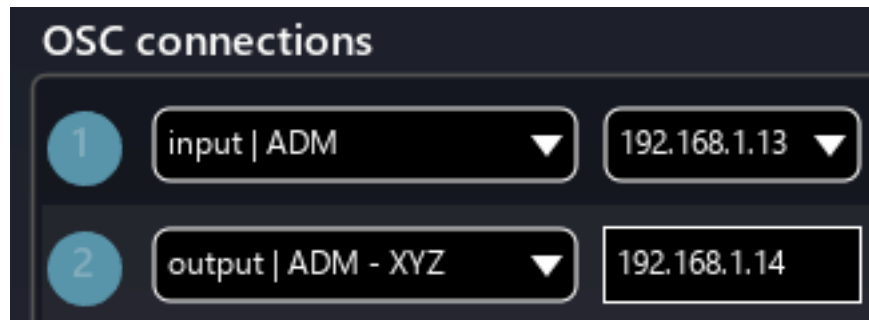 OSC connections
1 input | ADM 192.168.1.13
2 output | ADM - XYZ 192.168.1.14